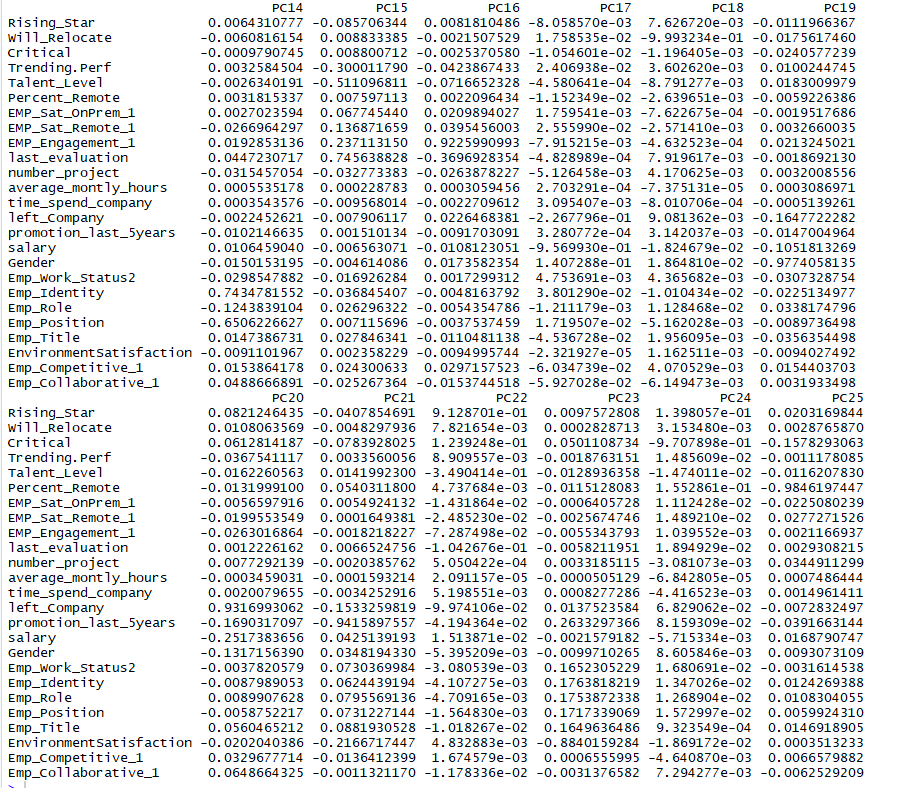 PC14 PC15 PC16 PC17 PC18 PC19
Rising_Star 0.0064310777 -0.085706344 0.0081810486 -8.058570e-03 7.626720e-03 -0.0111966367
Will_Relocate -0.0060816154 0.008833385 -0.0021507529 1.758535e-02 -9.993234e-01 -0.0175617460
Critical -0.0009790745 0.008800712 -0.0025370580 -1.054601e-02 -1.196405e-03 -0.0240577239
Trending.Perf 0.0032584504 -0.300011790 -0.0423867433 2.406938e-02 3.602620e-03 0.0100244745
Talent_Level -0.0026340191 -0.511096811 -0.0716652328 -4.580641e-04 -8.791277e-03 0.0183009979
Percent_Remote 0.0031815337 0.007597113 0.0022096434 -1.152349e-02 -2.639651e-03 -0.0059226386
EMP_Sat_OnPrem_1 0.0027023594 0.067745440 0.0209894027 1.759541e-03 -7.622675e-04 -0.0019517686
EMP_Sat_Remote_1 -0.0266964297 0.136871659 0.0395456003 2.555990e-02 -2.571410e-03 0.0032660035
EMP_Engagement_1 0.0192853136 0.237113150 0.9225990993 -7.915215e-03 -4.632523e-04 0.0213245021
last_evaluation 0.0447230717 0.745638828 -0.3696928354 -4.828989e-04 7.919617e-03 -0.0018692130
number_project -0.0315457054 -0.032773383 -0.0263878227 -5.126458e-03 4.170625e-03 0.0032008556
average_montly_hours 0.0005535178 0.000228783 0.0003059456 2.703291e-04 -7.375131e-05 0.0003086971
time_spend_company 0.0003543576 -0.009568014 -0.0022709612 3.095407e-03 -8.010706e-04 -0.0005139261
left_Company -0.0022452621 -0.007906117 0.0226468381 -2.267796e-01 9.081362e-03 -0.1647722282
promotion_last_5years -0.0102146635 0.001510134 -0.0091703091 3.280772e-04 3.142037e-03 -0.0147004964
salary 0.0106459040 -0.006563071 -0.0108123051 -9.569930e-01 -1.824679e-02 -0.1051813269
Gender -0.0150153195 -0.004614086 0.0173582354 1.407288e-01 1.864810e-02 -0.9774058135
Emp_Work_Status2 -0.0298547882 -0.016926284 0.0017299312 4.753691e-03 4.365682e-03 -0.0307328754
Emp_Identity 0.7434781552 -0.036845407 -0.0048163792 3.801290e-02 -1.010434e-02 -0.0225134977
Emp_Role -0.1243839104 0.026296322 -0.0054354786 -1.211179e-03 1.128468e-02 0.0338174796
Emp_Position -0.6506226627 0.007115696 -0.0037537459 1.719507e-02 -5.162028e-03 -0.0089736498
Emp_Title 0.0147386731 0.027846341 -0.0110481138 -4.536728e-02 1.956095e-03 -0.0356354498
EnvironmentSatisfaction -0.0091101967 0.002358229 -0.0094995744 -2.321927e-05 1.162511e-03 -0.0094027492
Emp_Competitive_1 0.0153864178 0.024300633 0.0297157523 -6.034739e-02 4.070529e-03 0.0154403703
Emp_Collaborative_1 0.0488666891 -0.025267364 -0.0153744518 -5.927028e-02 -6.149473e-03 0.0031933498
PC20 PC21 PC22 PC23 PC24 PC25
Rising_Star 0.0821246435 -0.0407854691 9.128701e-01 0.0097572808 1.398057e-01 0.0203169844
Will_Relocate 0.0108063569 -0.0048297936 7.821654e-03 0.0002828713 3.153480e-03 0.0028765870
Critical 0.0612814187 -0.0783928025 1.239248e-01 0.0501108734 -9.707898e-01 -0.1578293063
Trending.Perf -0.0367541117 0.0033560056 8.909557e-03 -0.0018763151 1.485609e-02 -0.0011178085
Talent_Level -0.0162260563 0.0141992300 -3.490414e-01 -0.0128936358 -1.474011e-02 -0.0116207830
Percent_Remote -0.0131999100 0.0540311800 4.737684e-03 -0.0115128083 1.552861e-01 -0.9846197447
EMP_Sat_OnPrem_1 -0.0056597916 0.0054924132 -1.431864e-02 -0.0006405728 1.112428e-02 -0.0225080239
EMP_Sat_Remote_1 -0.0199553549 0.0001649381 -2.485230e-02 -0.0025674746 1.489210e-02 0.0277271526
EMP_Engagement_1 -0.0263016864 -0.0018218227 -7.287498e-02 -0.0055343793 1.039552e-03 0.0021166937
last_evaluation 0.0012226162 0.0066524756 -1.042676e-01 -0.0058211951 1.894929e-02 0.0029308215
number_project 0.0077292139 -0.0020385762 5.050422e-04 0.0033185115 -3.081073e-03 0.0344911299
average_montly_hours -0.0003459031 -0.0001593214 2.091157e-05 -0.0000505129 -6.842805e-05 0.0007486444
time_spend_company 0.0020079655 -0.0034252916 5.198551e-03 0.0008277286 -4.416523e-03 0.0014961411
left_Company 0.9316993062 -0.1533259819 -9.974106e-02 0.0137523584 6.829062e-02 -0.0072832497
promotion_last_5years -0.1690317097 -0.9415897557 -4.194364e-02 0.2633297366 8.159309e-02 -0.0391663144
salary -0.2517383656 0.0425139193 1.513871e-02 -0.0021579182 -5.715334e-03 0.0168790747
Gender -0.1317156390 0.0348194330 -5.395209e-03 -0.0099710265 8.605846e-03 0.0093073109
Emp_Work_Status2 -0.0037820579 0.0730369984 -3.080539e-03 0.1652305229 1.680691e-02 -0.0031614538
Emp_Identity -0.0087989053 0.0624439194 -4.107275e-03 0.1763818219 1.347026e-02 0.0124269388
Emp_Role 0.0089907628 0.0795569136 -4.709165e-03 0.1753872338 1.268904e-02 0.0108304055
Emp_Position -0.0058752217 0.0731227144 -1.564830e-03 0.1717339069 1.572997e-02 0.0059924310
Emp_Title 0.0560465212 0.0881930528 -1.018267e-02 0.1649636486 9.323549e-04 0.0146918905
EnvironmentSatisfaction -0.0202040386 -0.2166717447 4.832883e-03 -0.8840159284 -1.869172e-02 0.0003513233
Emp_Competitive_1 0.0329677714 -0.0136412399 1.674579e-03 0.0006555995 -4.640870e-03 0.0066579882
Emp_Collaborative_1 0.0648664325 -0.0011321170 -1.178336e-02 -0.0031376582 7.294277e-03 -0.0062529209
>